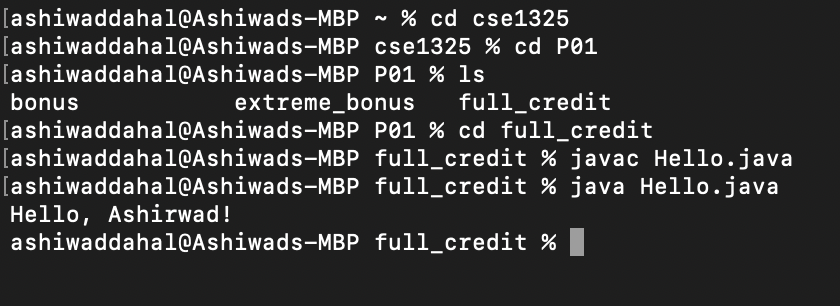 [ashiwaddahal@Ashiwads-MBP ~ % cd cse1325
[ashiwaddahal@Ashiwads-MBP cse1325 % cd P01
[ashiwaddahal@Ashiwads-MBP P01 % ls
bonus           extreme_bonus   full_credit
[ashiwaddahal@Ashiwads-MBP P01 % cd full_credit
[ashiwaddahal@Ashiwads-MBP full_credit % javac Hello.java
[ashiwaddahal@Ashiwads-MBP full_credit % java Hello.java
Hello, Ashirwad!
ashiwaddahal@Ashiwads-MBP full_credit %